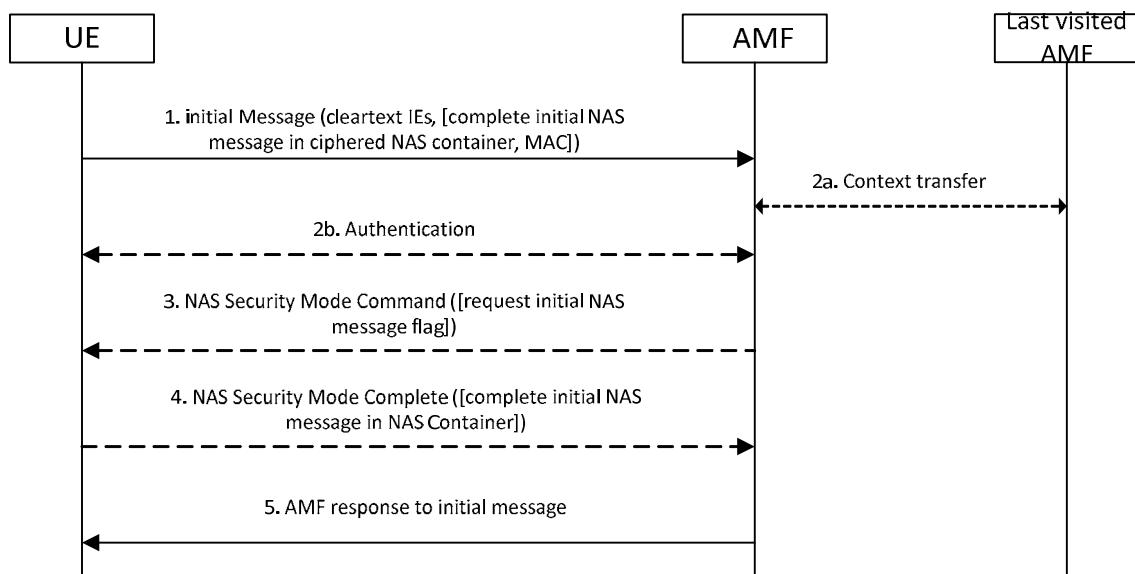 UE
AMF
Last visited
AMF
1. initial Message (cleartext IEs, [complete initial NAS
message in ciphered NAS container, MAC])
2a. Context transfer
2b. Authentication
3. NAS Security Mode Command ([request initial NAS
message flag])
4. NAS Security Mode Complete ([complete initial NAS
message in NAS Container])
5. AMF response to initial message